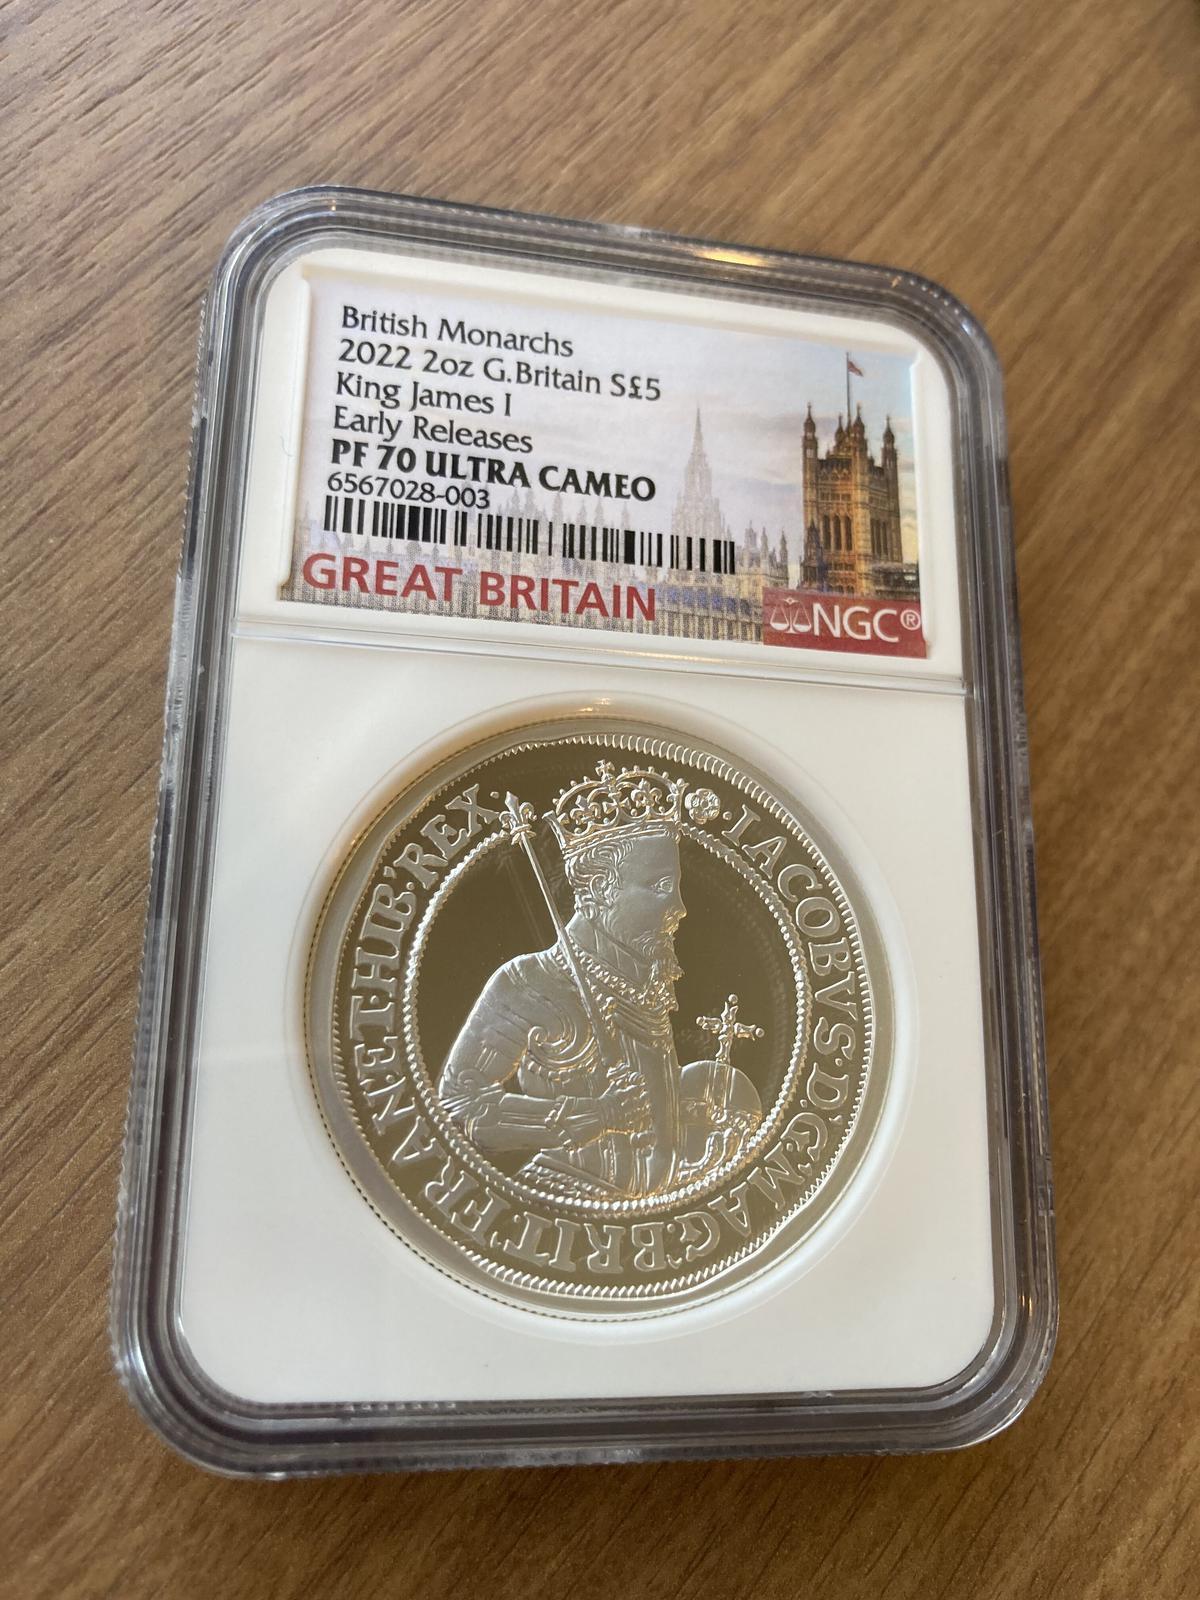 British Monarchs
2022 2oz G.Britain S£5
King James I
Early Releases
PF 70 ULTRA CAMEO
6567028-003
GREAT BRITAIN
NGC®
·IACOBVS·D:G:MAG:BRIT:FRAN:ET·HIB:REX·